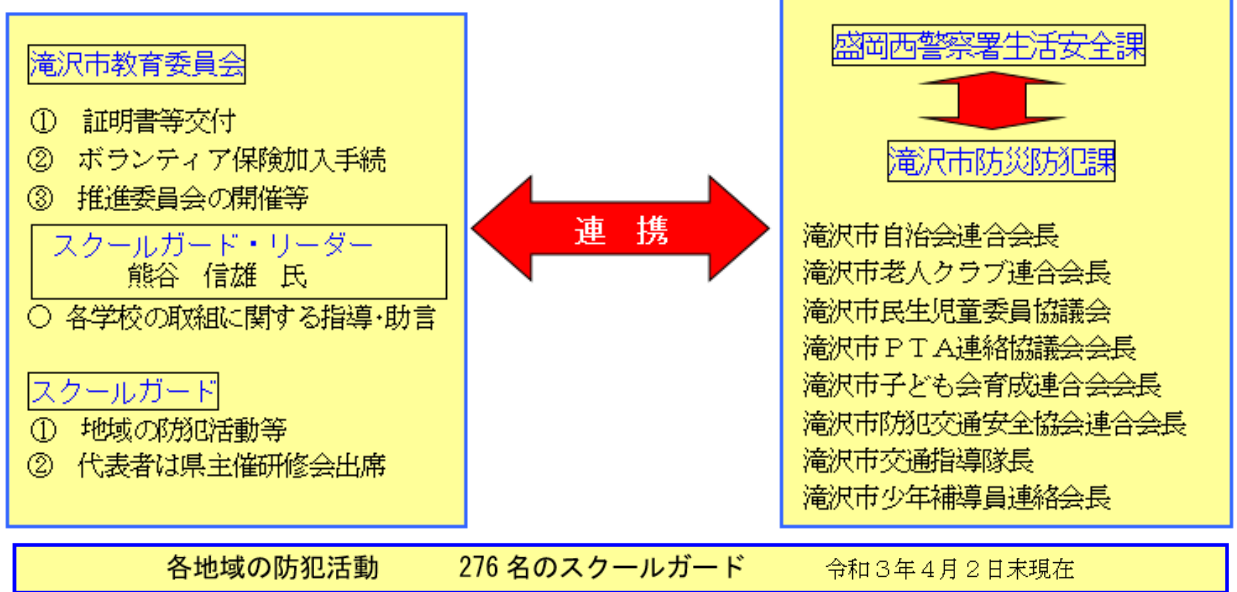 滝沢市教育委員会
① 証明書等交付
② ボランティア保険加入手続
③ 推進委員会の開催等
スクールガード・リーダー
熊谷 信雄 氏
○ 各学校の取組に関する指導・助言
スクールガード
① 地域の防犯活動等
② 代表者は県主催研修会出席
連 携
盛岡西警察署生活安全課
滝沢市防災防犯課
滝沢市自治会連合会長
滝沢市老人クラブ連合会長
滝沢市民生児童委員協議会
滝沢市PTA連絡協議会会長
滝沢市子ども会育成連合会会長
滝沢市防犯交通安全協会連合会長
滝沢市交通指導隊長
滝沢市少年補導員連絡会長
各地域の防犯活動 276名のスクールガード 令和3年4月2日末現在